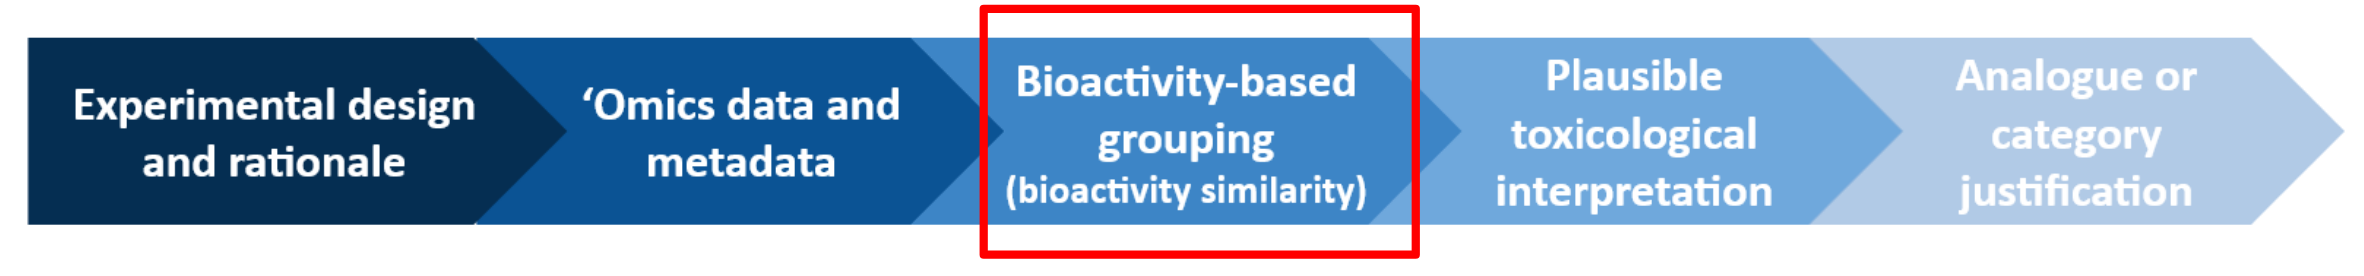 Experimental design
and rationale
‘Omics data and
metadata
Bioactivity-based
grouping
(bioactivity similarity)
Plausible
toxicological
interpretation
Analogue or
category
justification